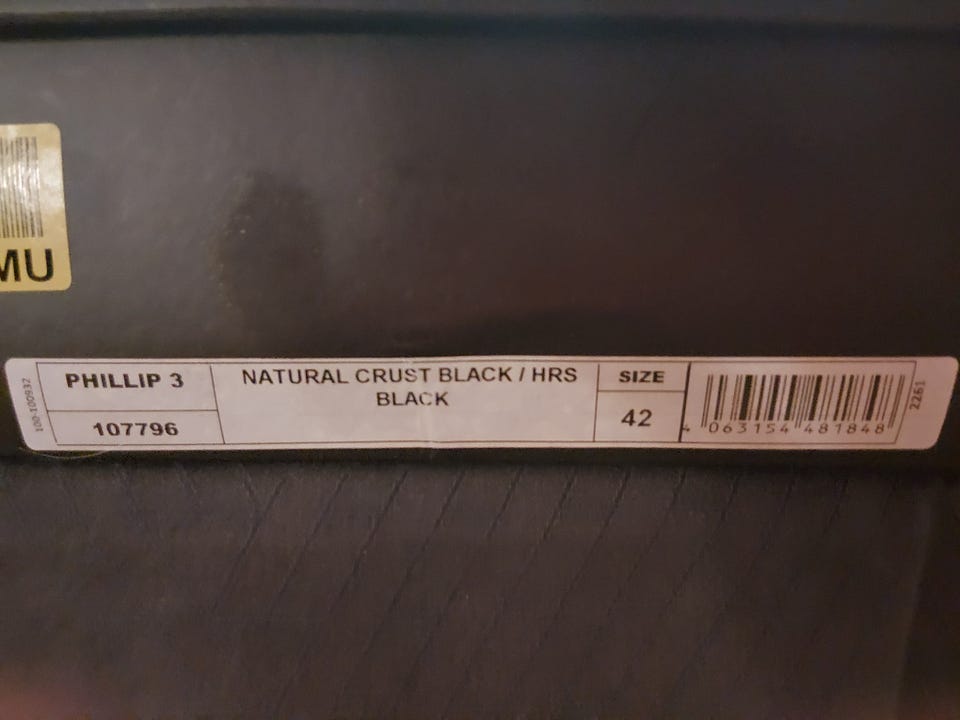 MU
PHILLIP 3
107796
NATURAL CRUST BLACK / HRS
BLACK
SIZE
42
4 063154 481848
2261
100-100937